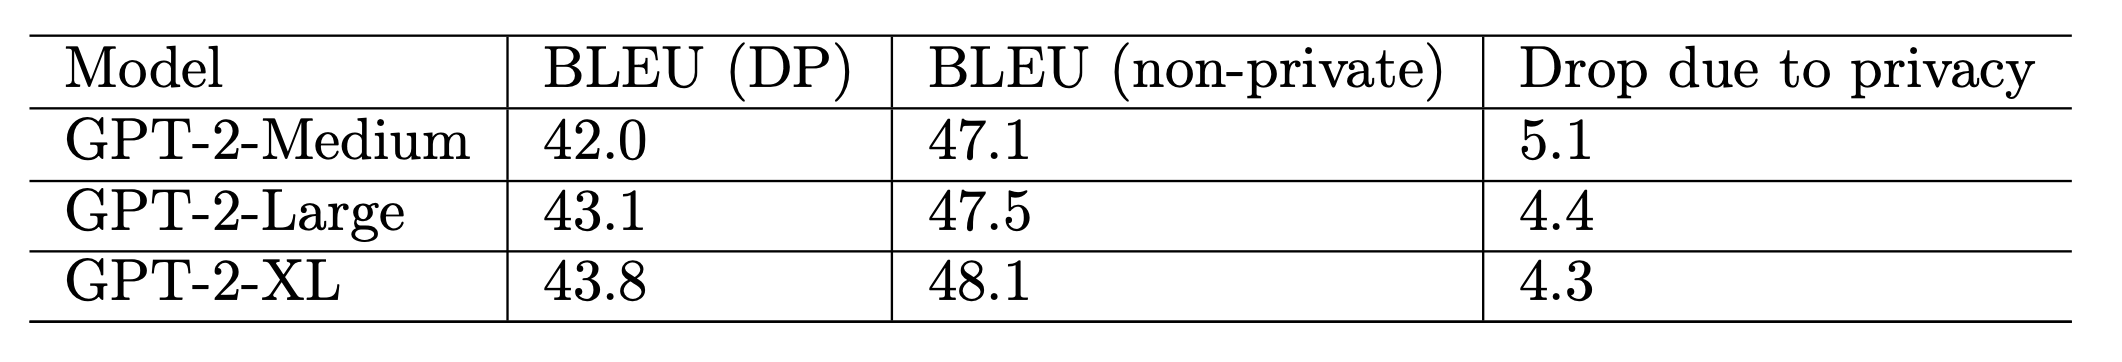 Model BLEU (DP) BLEU (non-private) Drop due to privacy
GPT-2-Medium 42.0 47.1 5.1
GPT-2-Large 43.1 47.5 4.4
GPT-2-XL 43.8 48.1 4.3